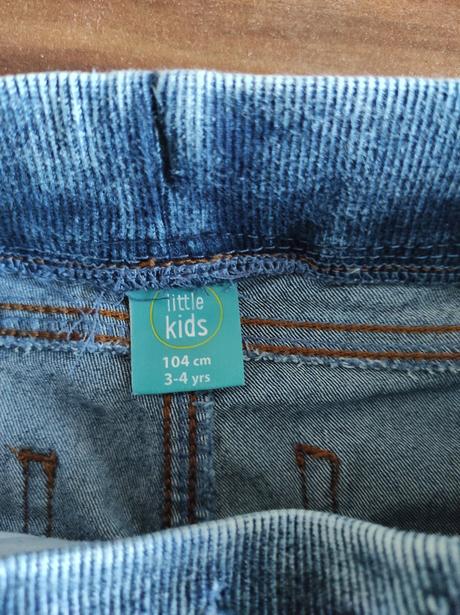 little
kids
104 cm
3-4 yrs